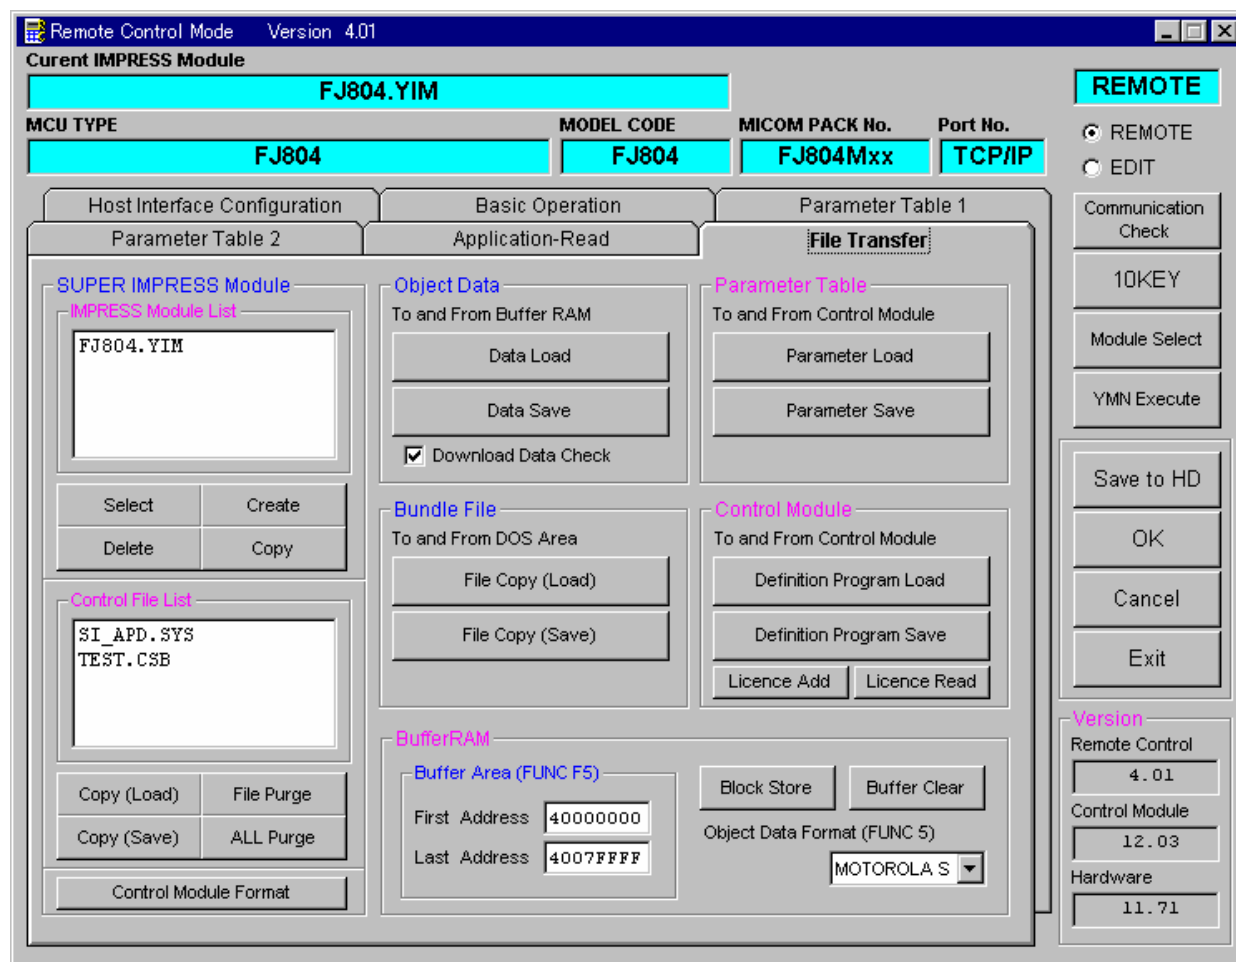 Remote Control Mode Version 4.01
Curent IMPRESS Module
FJ804.YIM
REMOTE
MCU TYPE
MODEL CODE
MICOM PACK No.
Port No.
FJ804
FJ804
FJ804Mxx
TCP/IP
REMOTE
EDIT
Host Interface Configuration
Basic Operation
Parameter Table 1
Parameter Table 2
Application-Read
File Transfer
SUPER IMPRESS Module
IMPRESS Module List
FJ804.YIM
Select
Create
Delete
Copy
Control File List
SI_APD.SYS
TEST.CSB
Copy (Load)
File Purge
Copy (Save)
ALL Purge
Control Module Format
Object Data
To and From Buffer RAM
Data Load
Data Save
Download Data Check
Parameter Table
To and From Control Module
Parameter Load
Parameter Save
Bundle File
To and From DOS Area
File Copy (Load)
File Copy (Save)
Control Module
To and From Control Module
Definition Program Load
Definition Program Save
Licence Add
Licence Read
BufferRAM
Buffer Area (FUNC F5)
First Address
40000000
Last Address
4007FFFF
Block Store
Buffer Clear
Object Data Format (FUNC 5)
MOTOROLA S
Communication
Check
10KEY
Module Select
YMN Execute
Save to HD
OK
Cancel
Exit
Version
Remote Control
4.01
Control Module
12.03
Hardware
11.71